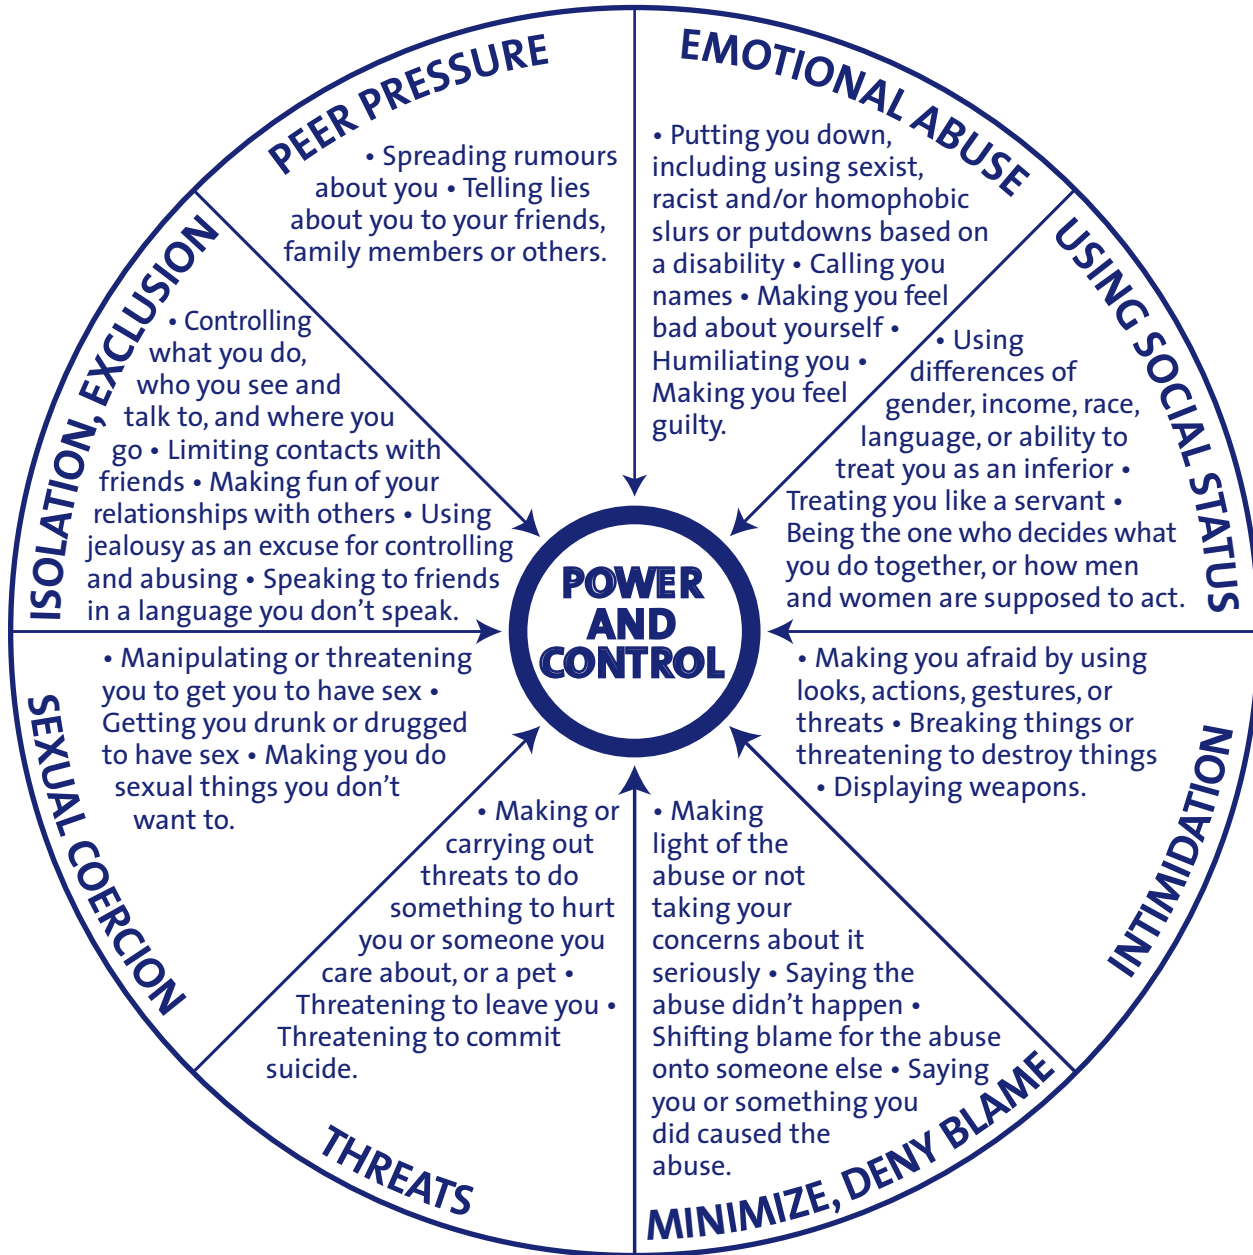 PEER PRESSURE
• Spreading rumours
about you • Telling lies
about you to your friends,
family members or others.
EMOTIONAL ABUSE
• Putting you down,
including using sexist,
racist and/or homophobic
slurs or putdowns based on
a disability • Calling you
names • Making you feel
bad about yourself •
Humiliating you •
Making you feel
guilty.
USING SOCIAL STATUS
• Using
differences of
gender, income, race,
language, or ability to
treat you as an inferior •
Treating you like a servant •
Being the one who decides what
you do together, or how men
and women are supposed to act.
INTIMIDATION
• Making you afraid by using
looks, actions, gestures, or
threats • Breaking things or
threatening to destroy things
• Displaying weapons.
MINIMIZE, DENY BLAME
• Making
light of the
abuse or not
taking your
concerns about it
seriously • Saying the
abuse didn't happen •
Shifting blame for the abuse
onto someone else • Saying
you or something you
did caused the
abuse.
THREATS
• Making or
carrying out
threats to do
something to hurt
you or someone you
care about, or a pet •
Threatening to leave you •
Threatening to commit
suicide.
SEXUAL COERCION
• Manipulating or threatening
you to get you to have sex •
Getting you drunk or drugged
to have sex • Making you do
sexual things you don't
want to.
ISOLATION, EXCLUSION
• Controlling
what you do,
who you see and
talk to, and where you
go • Limiting contacts with
friends • Making fun of your
relationships with others • Using
jealousy as an excuse for controlling
and abusing • Speaking to friends
in a language you don't speak.
POWER
AND
CONTROL